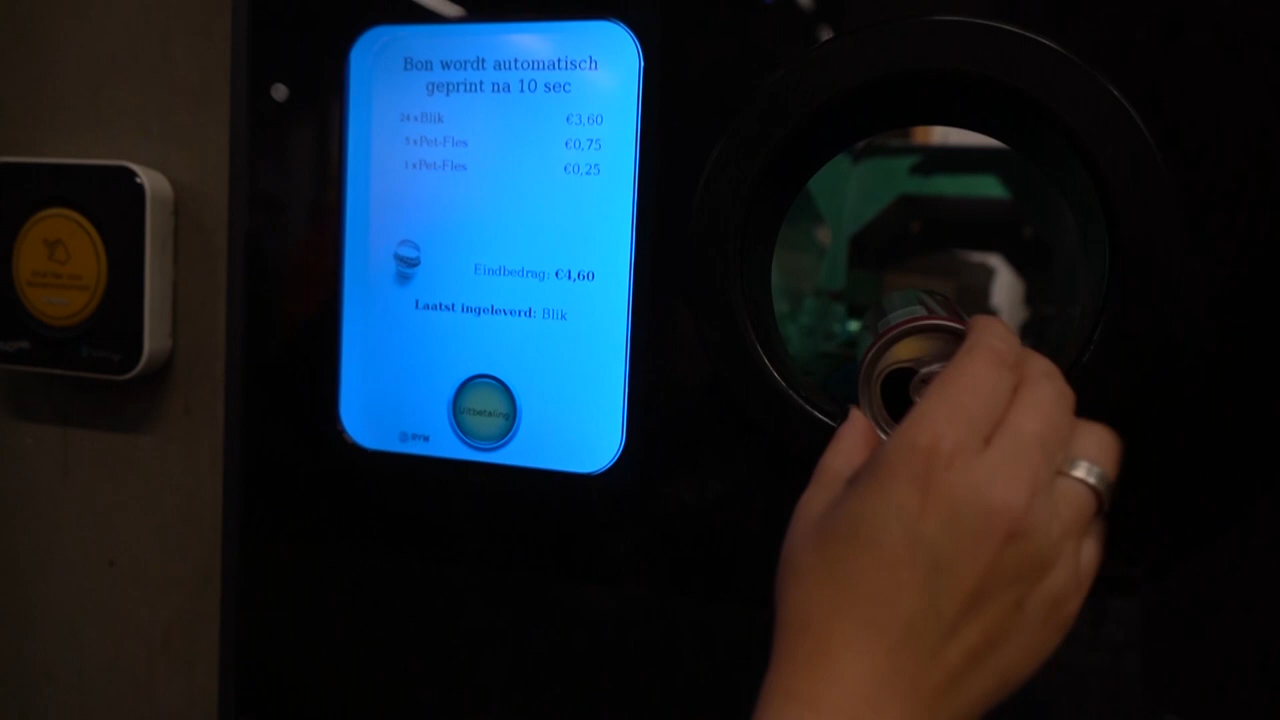 Bon wordt automatisch
geprint na 10 sec
24 x Blik €3,60
5 x Pet-Fles €0,75
1 x Pet-Fles €0,25
Eindbedrag: €4,60
Laatst ingeleverd: Blik
Uitbetaling
RVM